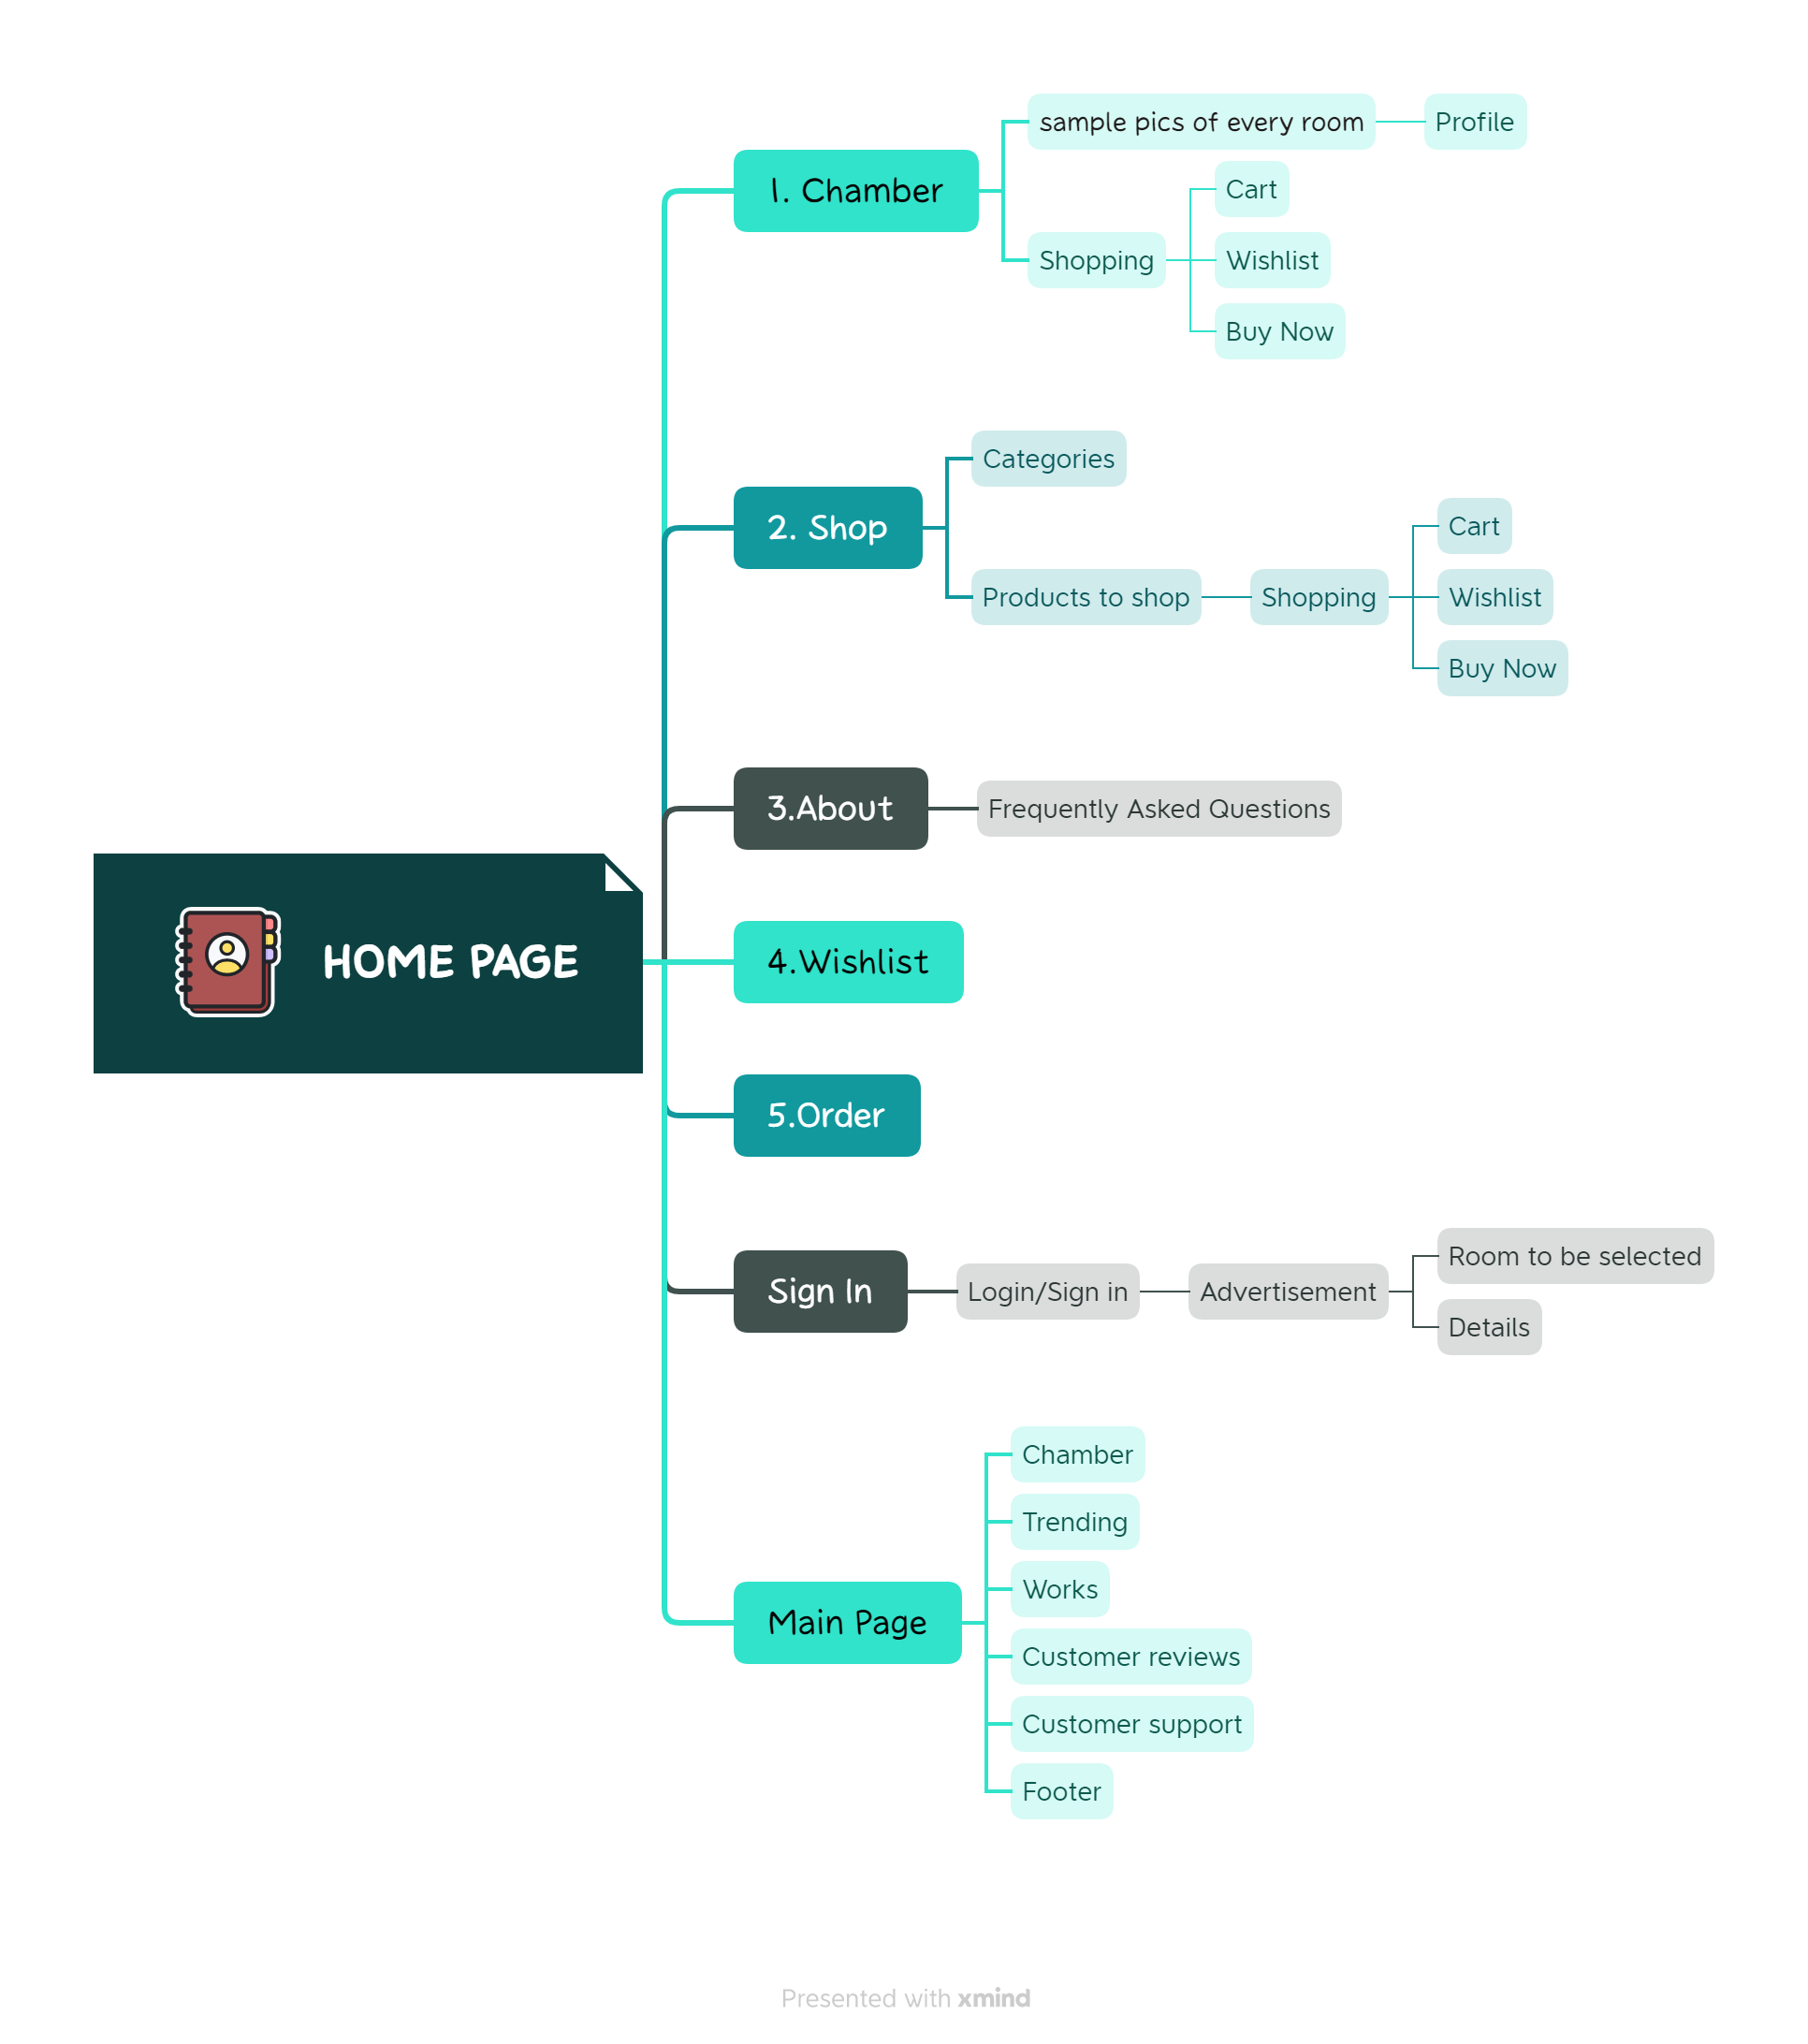 HOME PAGE
1. Chamber
sample pics of every room
Profile
Shopping
Cart
Wishlist
Buy Now
2. Shop
Categories
Products to shop
Shopping
Cart
Wishlist
Buy Now
3.About
Frequently Asked Questions
4.Wishlist
5.Order
Sign In
Login/Sign in
Advertisement
Room to be selected
Details
Main Page
Chamber
Trending
Works
Customer reviews
Customer support
Footer
Presented with xmind